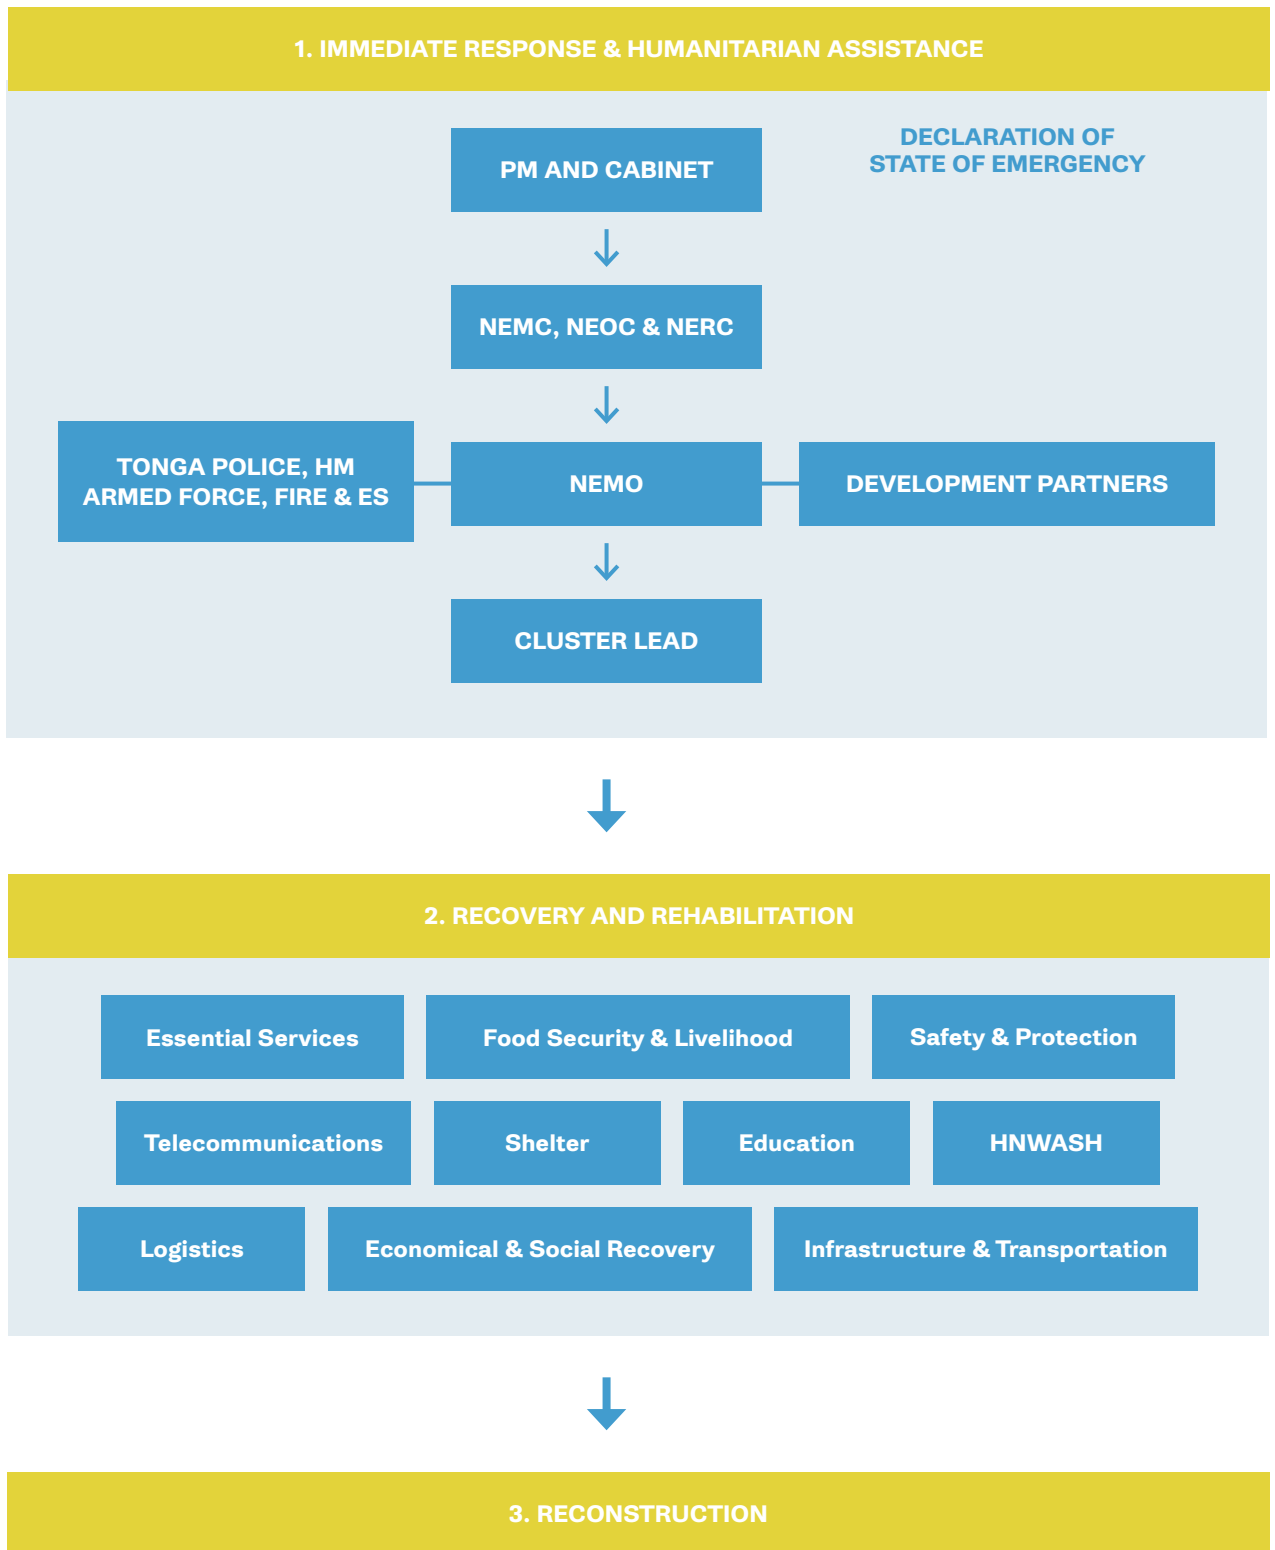 1. IMMEDIATE RESPONSE & HUMANITARIAN ASSISTANCE
PM AND CABINET
DECLARATION OF
STATE OF EMERGENCY
NEMC, NEOC & NERC
TONGA POLICE, HM
ARMED FORCE, FIRE & ES
NEMO
DEVELOPMENT PARTNERS
CLUSTER LEAD
2. RECOVERY AND REHABILITATION
Essential Services
Food Security & Livelihood
Safety & Protection
Telecommunications
Shelter
Education
HNWASH
Logistics
Economical & Social Recovery
Infrastructure & Transportation
3. RECONSTRUCTION